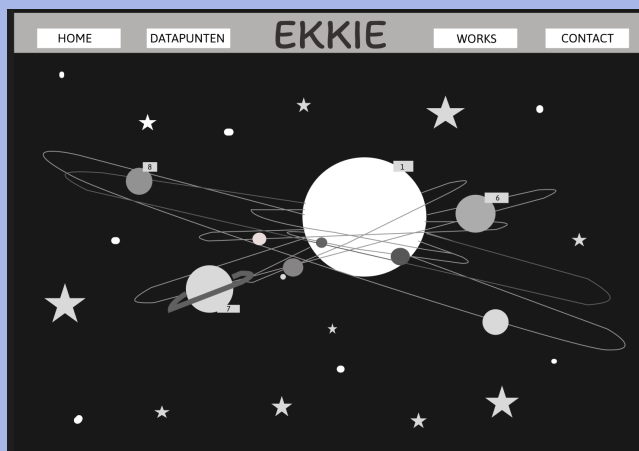 HOME
DATAPUNTEN
EKKIE
WORKS
CONTACT
8
1
6
7